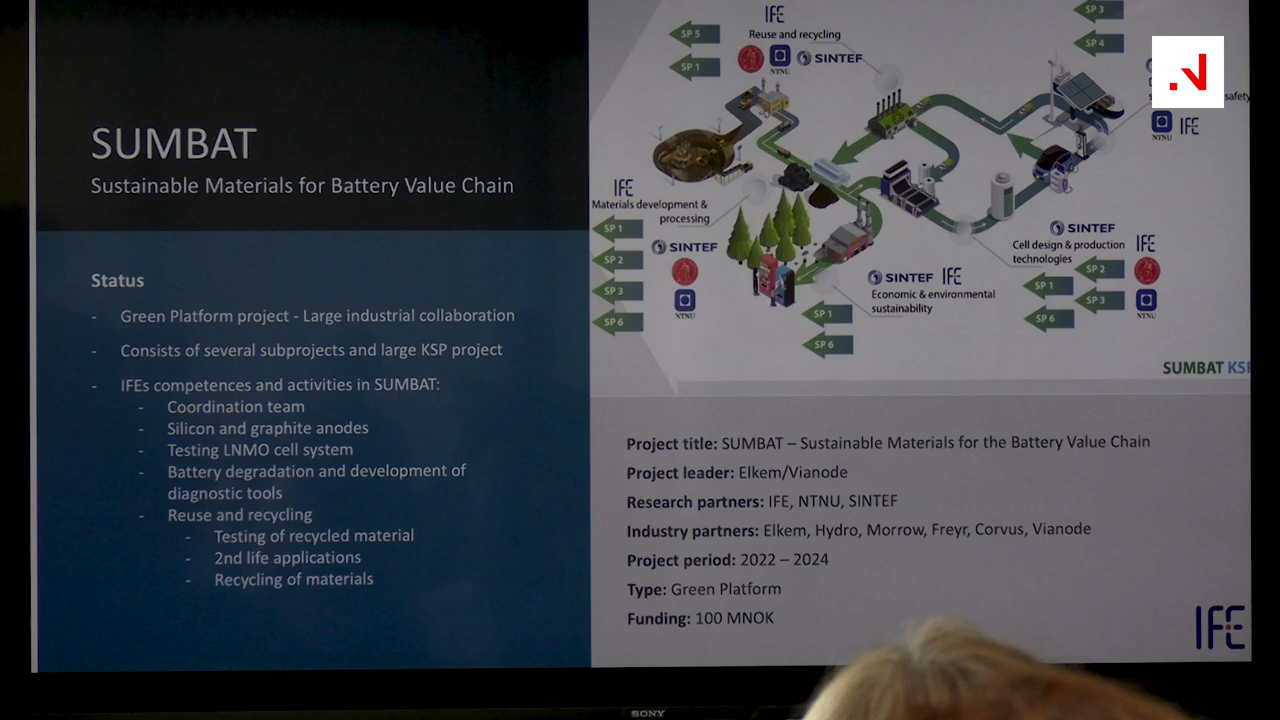 SUMBAT
Sustainable Materials for Battery Value Chain
Status
- Green Platform project - Large industrial collaboration
- Consists of several subprojects and large KSP project
- IFEs competences and activities in SUMBAT:
- Coordination team
- Silicon and graphite anodes
- Testing LNMO cell system
- Battery degradation and development of
diagnostic tools
- Reuse and recycling
- Testing of recycled material
- 2nd life applications
- Recycling of materials
IFE
Reuse and recycling
SP 5
SP 1
NTNU
SINTEF
SP 3
SP 4
safety
NTNU
IFE
IFE
Materials development &
processing
SP 1
SP 2
SP 3
SP 6
SINTEF
NTNU
SINTEF
Cell design & production
technologies
IFE
SP 2
SP 1
SP 3
SP 6
NTNU
SINTEF IFE
Economic & environmental
sustainability
SP 1
SP 6
SUMBAT KSP
Project title: SUMBAT – Sustainable Materials for the Battery Value Chain
Project leader: Elkem/Vianode
Research partners: IFE, NTNU, SINTEF
Industry partners: Elkem, Hydro, Morrow, Freyr, Corvus, Vianode
Project period: 2022 – 2024
Type: Green Platform
Funding: 100 MNOK
IFE
SONY